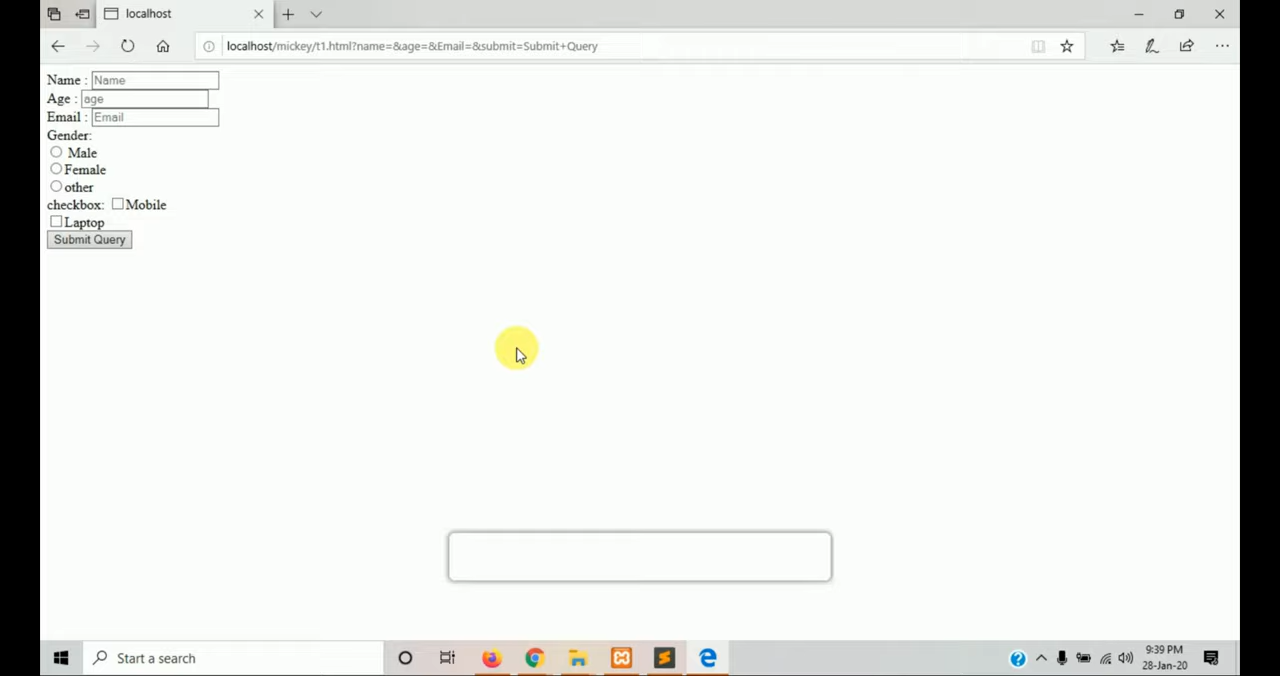 localhost
localhost/mickey/t1.html?name=&age=&Email=&submit=Submit+Query
Name : Name
Age : age
Email : Email
Gender:
Male
Female
other
checkbox: Mobile
Laptop
Submit Query
Start a search
9:39 PM
28-Jan-20